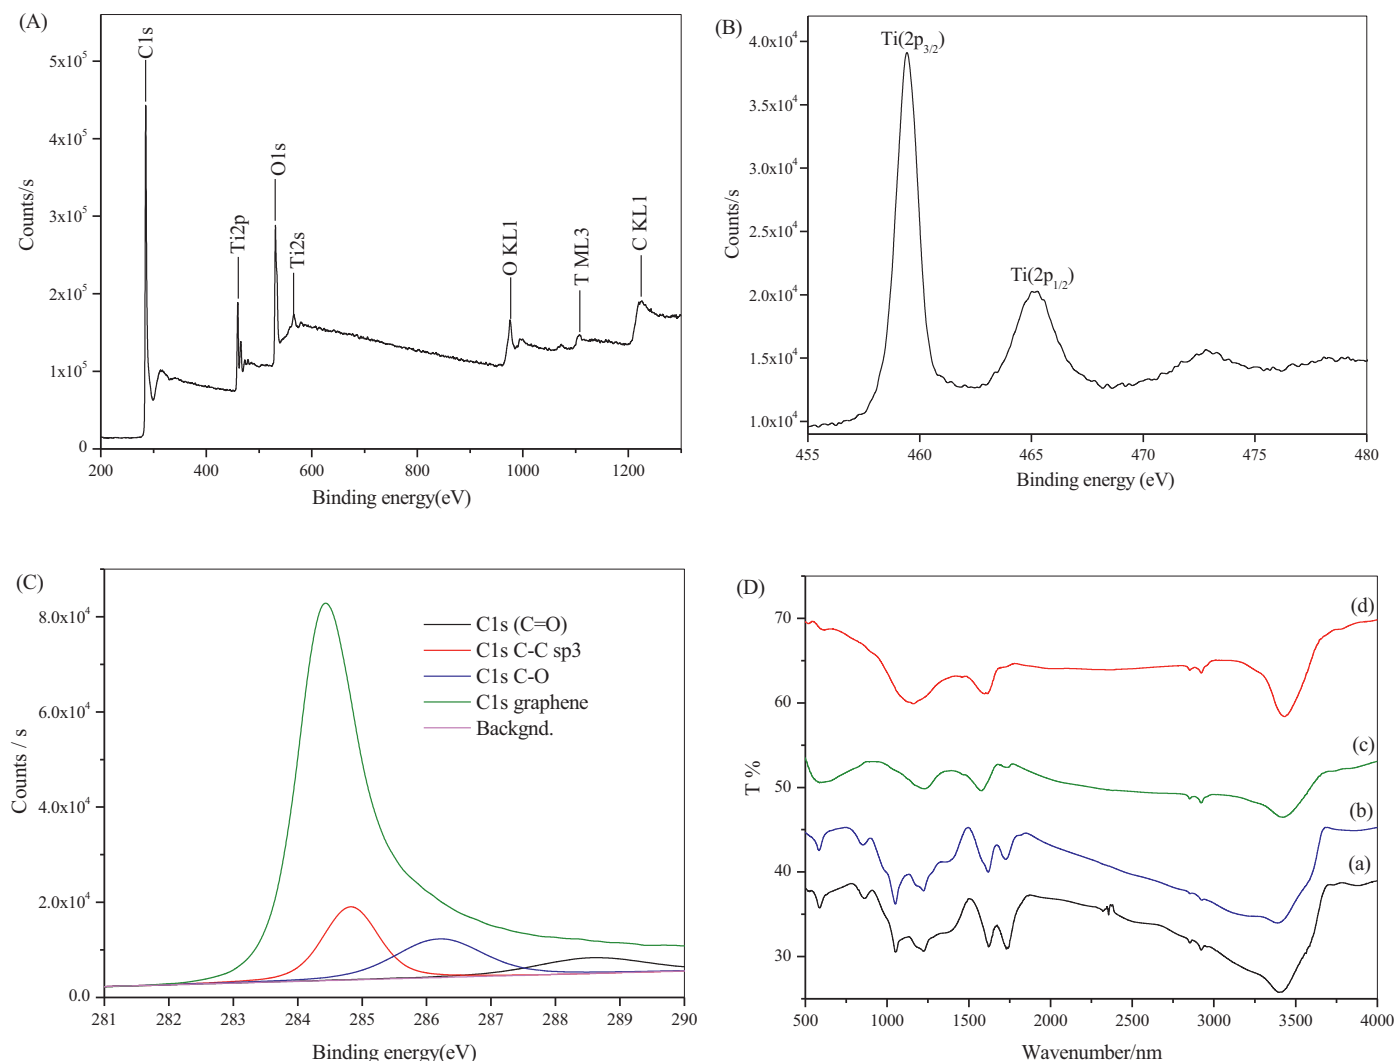 (A)
C1s
Ti2p
O1s
Ti2s
O KL1
T ML3
C KL1
5x10⁵
4x10⁵
3x10⁵
2x10⁵
1x10⁵
0
Counts/s
200 400 600 800 1000 1200
Binding energy(eV)
(B)
Ti(2p₃/₂)
Ti(2p₁/₂)
4.0x10⁴
3.5x10⁴
3.0x10⁴
2.5x10⁴
2.0x10⁴
1.5x10⁴
1.0x10⁴
Counts/s
455 460 465 470 475 480
Binding energy (eV)
(C)
C1s (C=O)
C1s C-C sp3
C1s C-O
C1s graphene
Backgnd.
8.0x10⁴
6.0x10⁴
4.0x10⁴
2.0x10⁴
0.0
Counts / s
281 282 283 284 285 286 287 288 289 290
Binding energy(eV)
(D)
(d)
(c)
(b)
(a)
70
60
50
40
30
T %
500 1000 1500 2000 2500 3000 3500 4000
Wavenumber/nm